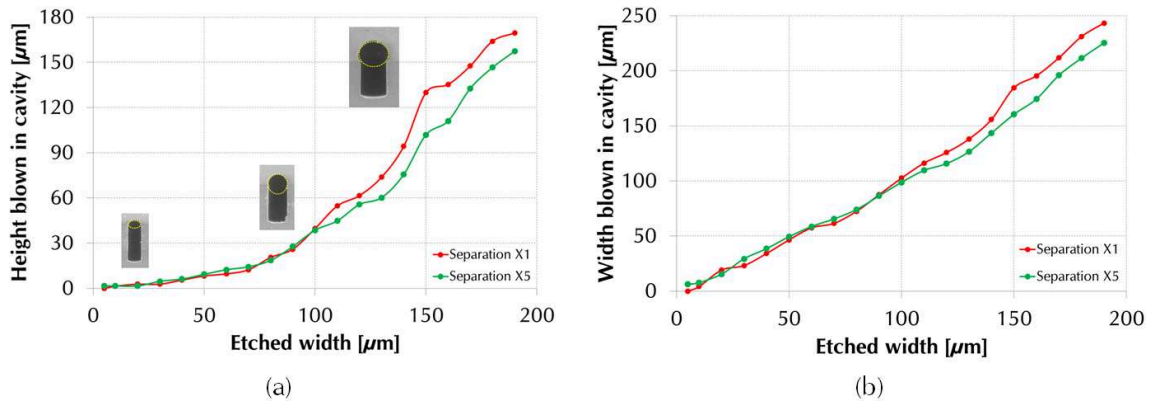 Height blown in cavity [µm]
180
150
120
90
60
30
0
0 50 100 150 200
Etched width [µm]
Separation X1
Separation X5
(a)
Width blown in cavity [µm]
250
200
150
100
50
0
0 50 100 150 200
Etched width [µm]
Separation X1
Separation X5
(b)